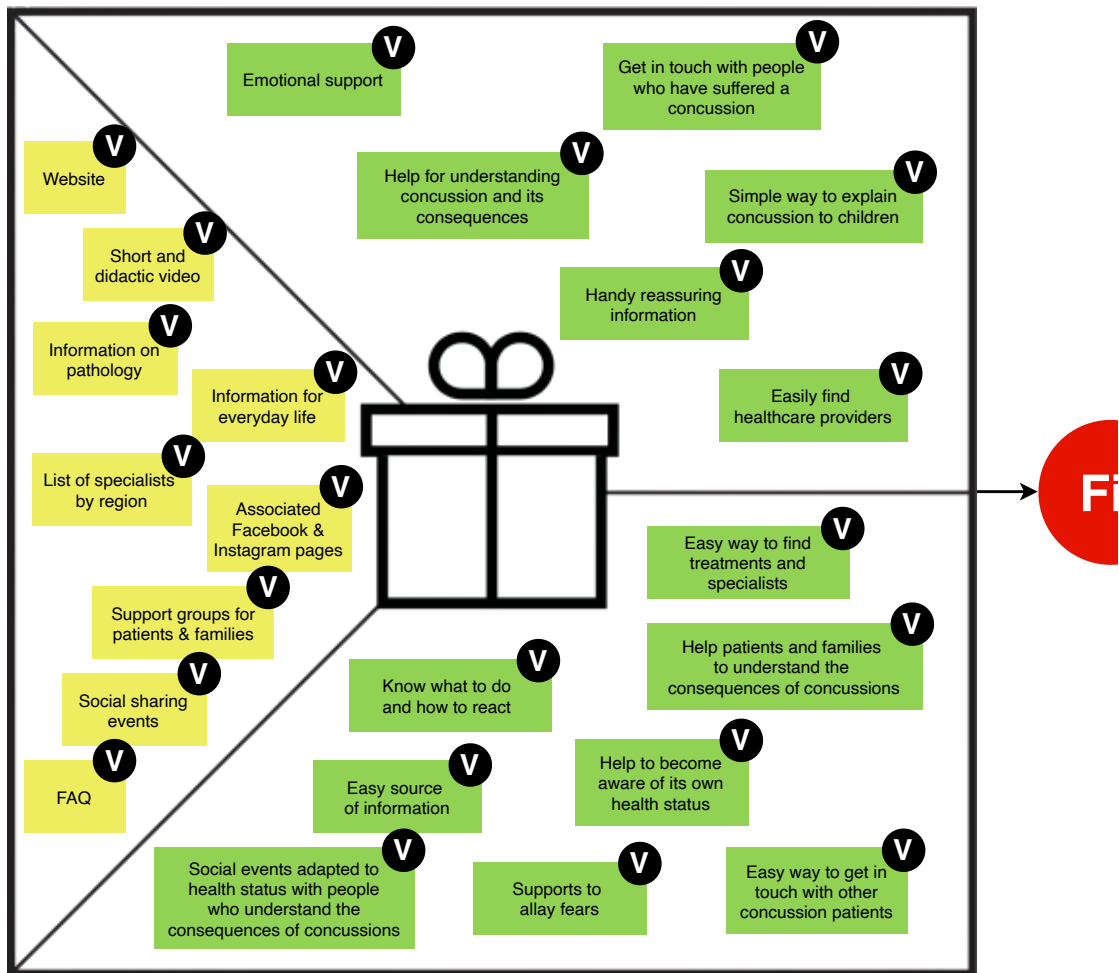 V
Emotional support
V
Get in touch with people
who have suffered a
concussion
V
Website
V
Help for understanding
concussion and its
consequences
V
Simple way to explain
concussion to children
V
Short and
didactic video
V
Handy reassuring
information
V
Information on
pathology
V
Information for
everyday life
V
Easily find
healthcare providers
V
List of specialists
by region
V
Associated
Facebook &
Instagram pages
Fi
V
Easy way to find
treatments and
specialists
V
Support groups for
patients & families
V
Help patients and families
to understand the
consequences of concussions
V
Know what to do
and how to react
V
Social sharing
events
V
Help to become
aware of its own
health status
V
FAQ
V
Easy source
of information
V
Social events adapted to
health status with people
who understand the
consequences of concussions
V
Supports to
allay fears
V
Easy way to get in
touch with other
concussion patients